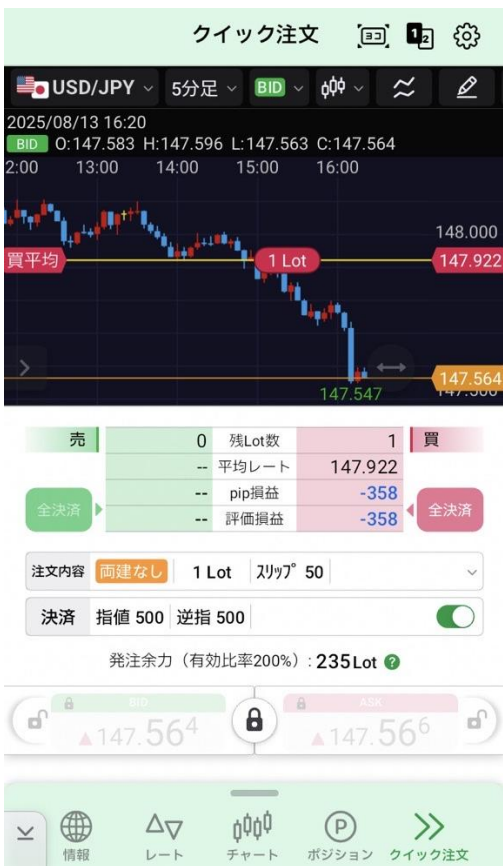 クイック注文 ヨコ 1 2
USD/JPY 5分足 BID
2025/08/13 16:20
BID O:147.583 H:147.596 L:147.563 C:147.564
2:00 13:00 14:00 15:00 16:00
148.000
買平均 1 Lot 147.922
147.564
147.547
売 0 残Lot数 1 買
-- 平均レート 147.922
-- pip損益 -358
全決済 -- 評価損益 -358 全決済
注文内容 両建なし 1 Lot ｽﾘｯﾌﾟ 50
決済 指値 500 逆指 500
発注余力（有効比率200%）: 235Lot ?
BID ASK
▲147.564 ▲147.566
情報 レート チャート P ポジション クイック注文